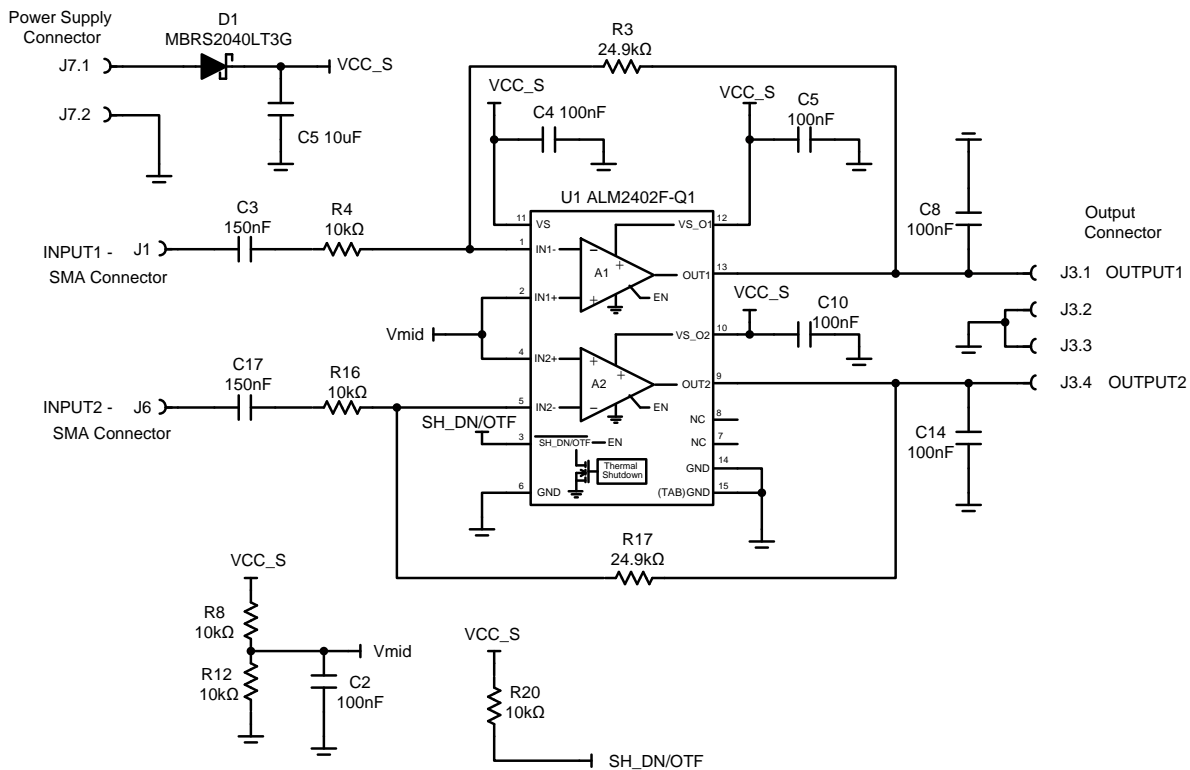 Power Supply
Connector
D1
MBRS2040LT3G
J7.1
VCC_S
J7.2
C5 10uF
R3
24.9kΩ
VCC_S
C4 100nF
VCC_S
C5
100nF
U1 ALM2402F-Q1
C3
150nF
R4
10kΩ
INPUT1 -
SMA Connector
J1
11
VS
VS_O1
12
1
IN1-
A1
OUT1
13
EN
2
IN1+
C8
100nF
Output
Connector
J3.1 OUTPUT1
J3.2
J3.3
J3.4 OUTPUT2
VCC_S
C10
100nF
Vmid
VS_O2
10
4
IN2+
A2
OUT2
9
EN
5
IN2-
C17
150nF
R16
10kΩ
INPUT2 -
SMA Connector
J6
SH_DN/OTF
3
SH_DN/OTF
EN
NC
8
NC
7
Thermal
Shutdown
GND
14
6
GND
(TAB)GND
15
C14
100nF
R17
24.9kΩ
VCC_S
R8
10kΩ
Vmid
R12
10kΩ
C2
100nF
VCC_S
R20
10kΩ
SH_DN/OTF